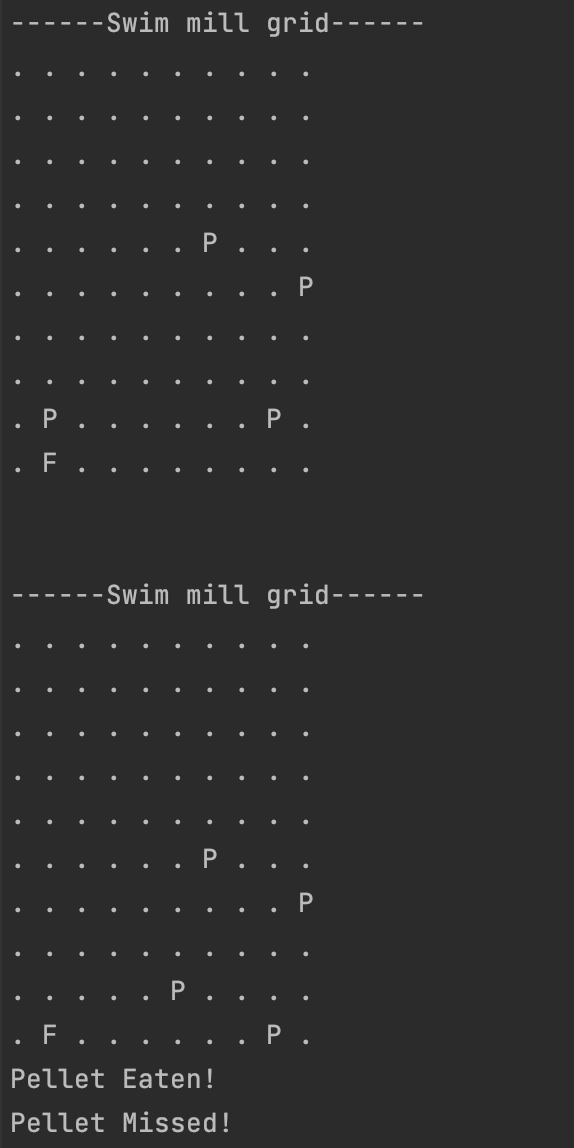 ------Swim mill grid------
. . . . . . . . . .
. . . . . . . . . .
. . . . . . . . . .
. . . . . . . . . .
. . . . . . P . . .
. . . . . . . . . P
. . . . . . . . . .
. . . . . . . . . .
. P . . . . . . P .
. F . . . . . . . .
------Swim mill grid------
. . . . . . . . . .
. . . . . . . . . .
. . . . . . . . . .
. . . . . . . . . .
. . . . . . . . . .
. . . . . . P . . .
. . . . . . . . . P
. . . . . . . . . .
. . . . . P . . . .
. F . . . . . . P .
Pellet Eaten!
Pellet Missed!